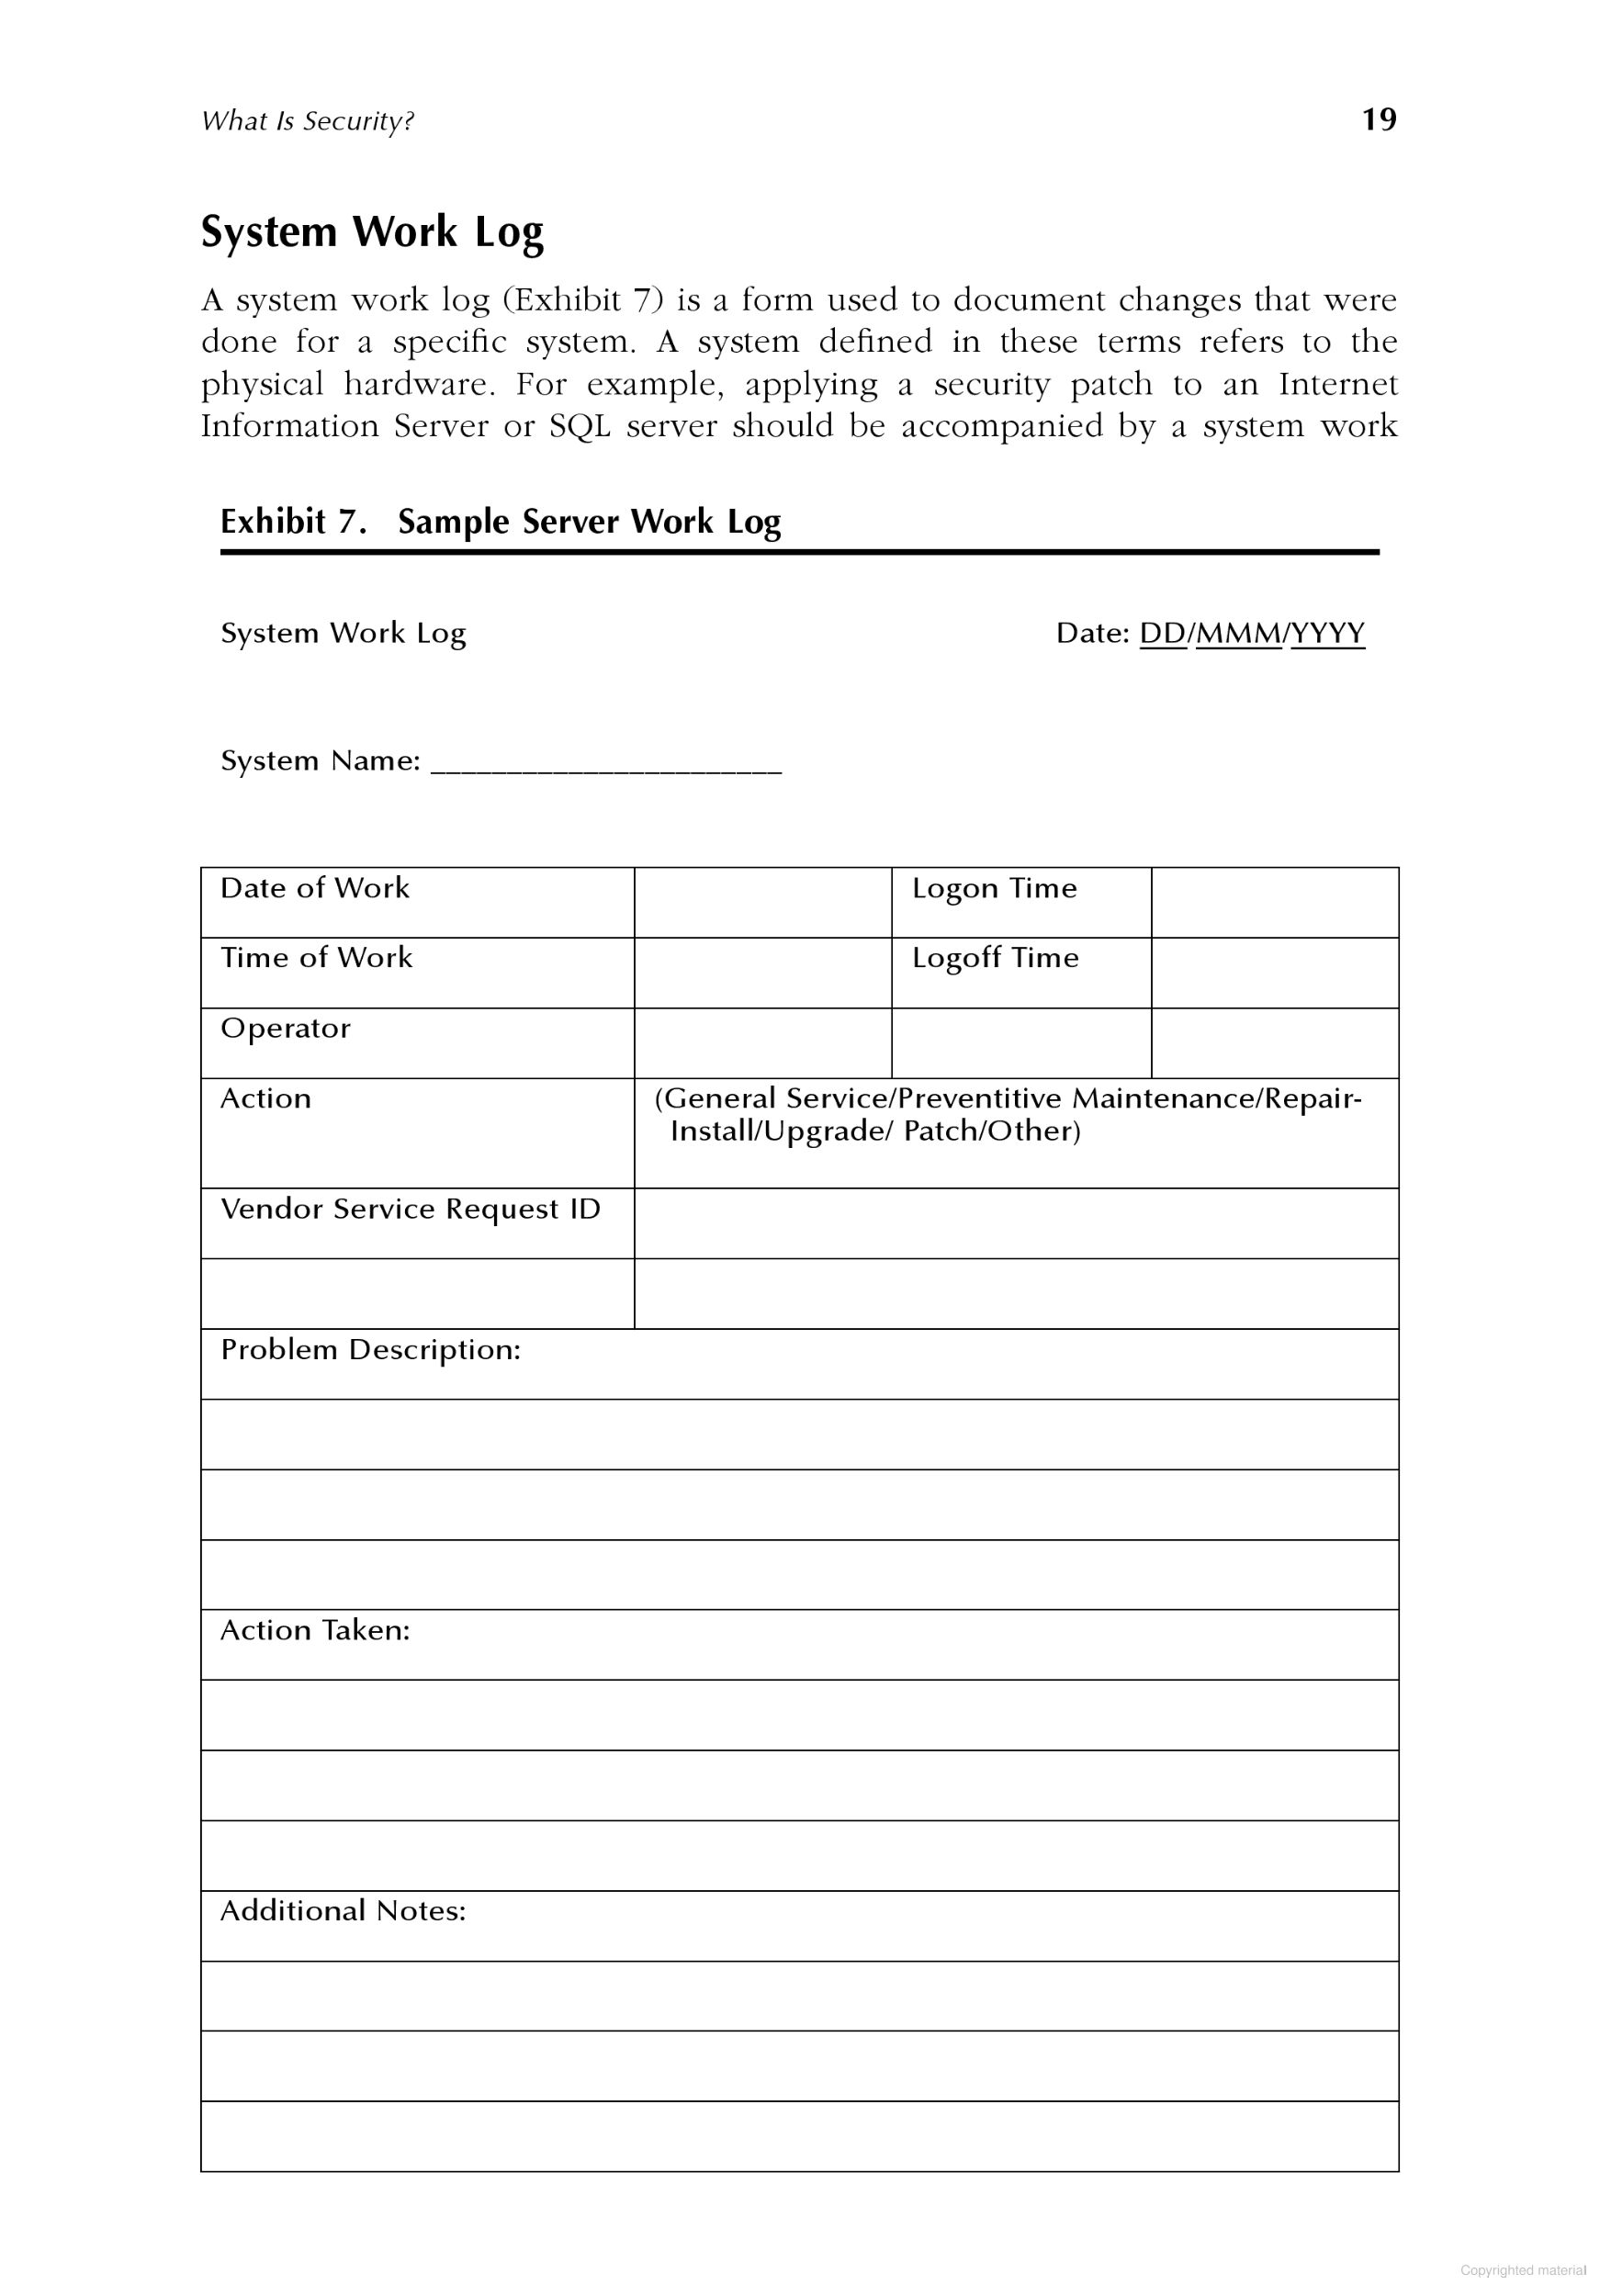 What Is Security? 19
System Work Log
A system work log (Exhibit 7) is a form used to document changes that were
done for a specific system. A system defined in these terms refers to the
physical hardware. For example, applying a security patch to an Internet
Information Server or SQL server should be accompanied by a system work
Exhibit 7. Sample Server Work Log
System Work Log Date: DD/MMM/YYYY
System Name: _______________________
Date of Work Logon Time
Time of Work Logoff Time
Operator
Action (General Service/Preventitive Maintenance/Repair-
Install/Upgrade/ Patch/Other)
Vendor Service Request ID
Problem Description:
Action Taken:
Additional Notes:
Copyrighted material